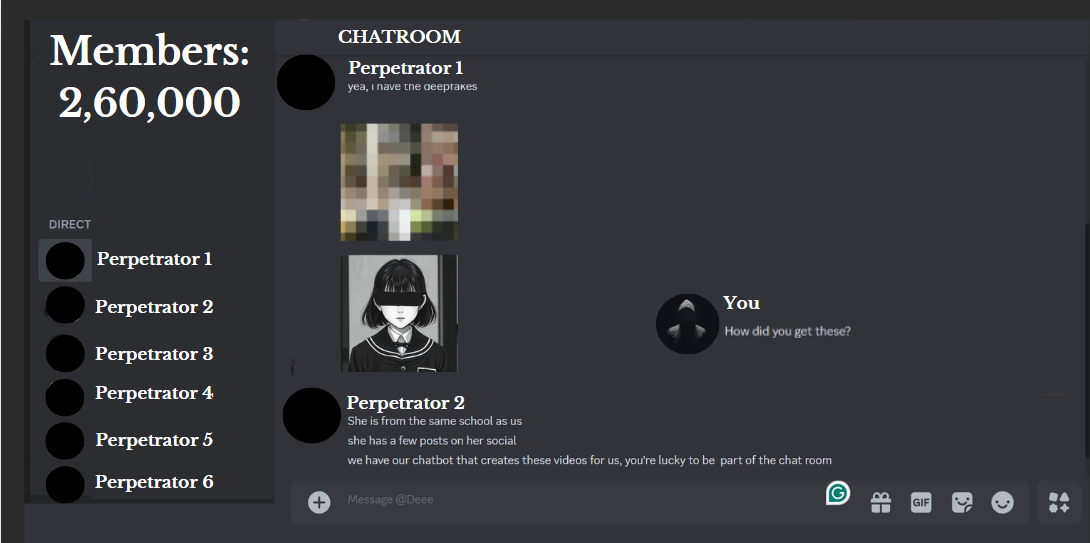 Members:
2,60,000
DIRECT
Perpetrator 1
Perpetrator 2
Perpetrator 3
Perpetrator 4
Perpetrator 5
Perpetrator 6
CHATROOM
Perpetrator 1
yea, i have the deepfakes
You
How did you get these?
Perpetrator 2
She is from the same school as us
she has a few posts on her social
we have our chatbot that creates these videos for us, you're lucky to be part of the chat room
Message @Deee
G
GIF